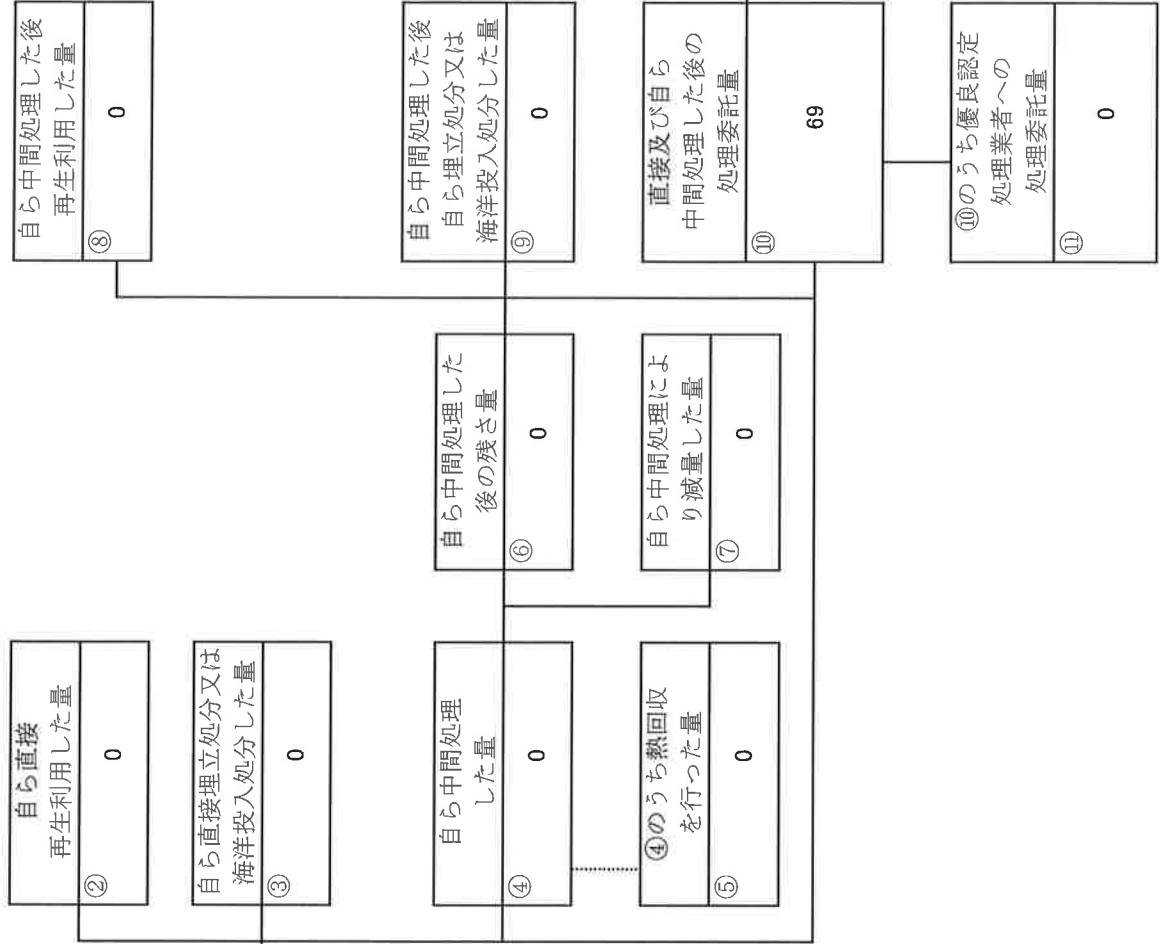 自ら直接
再生利用した量
②
0
自ら直接埋立処分又は
海洋投入処分した量
③
0
自ら中間処理
した量
④
0
④のうち熱回収
を行った量
⑤
0
自ら中間処理した
後の残さ量
⑥
0
自ら中間処理によ
り減量した量
⑦
0
自ら中間処理した後
再生利用した量
⑧
0
自ら中間処理した後
自ら埋立処分又は
海洋投入処分した量
⑨
0
直接及び自ら
中間処理した後の
処理委託量
⑩
69
⑩のうち優良認定
処理業者への
処理委託量
⑪
0